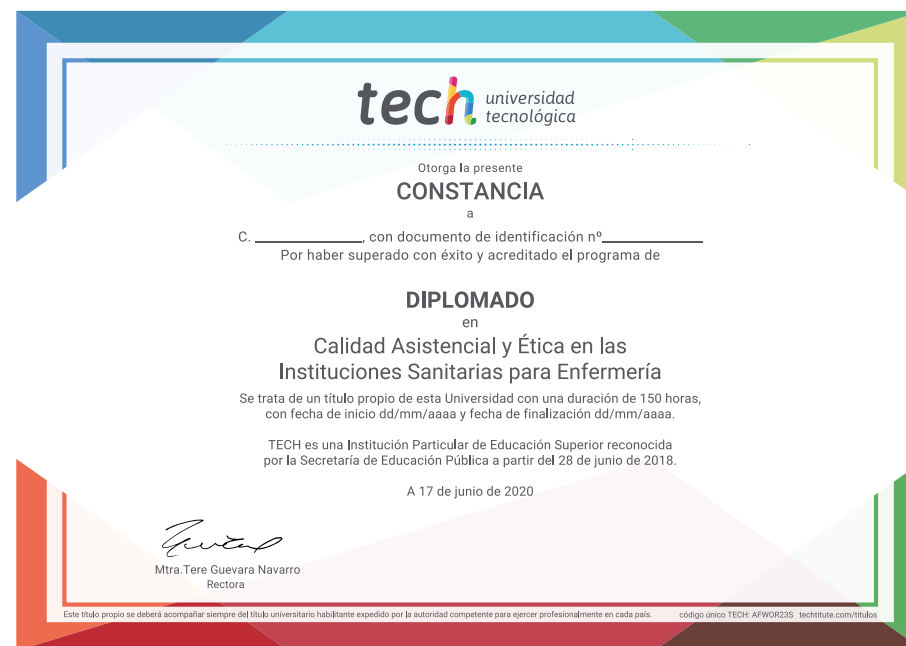 tech universidad
tecnológica
Otorga la presente
CONSTANCIA
a
C. ______________, con documento de identificación nº_____________
Por haber superado con éxito y acreditado el programa de
DIPLOMADO
en
Calidad Asistencial y Ética en las
Instituciones Sanitarias para Enfermería
Se trata de un título propio de esta Universidad con una duración de 150 horas,
con fecha de inicio dd/mm/aaaa y fecha de finalización dd/mm/aaaa.
TECH es una Institución Particular de Educación Superior reconocida
por la Secretaría de Educación Pública a partir del 28 de junio de 2018.
A 17 de junio de 2020
Mtra.Tere Guevara Navarro
Rectora
Este título propio se deberá acompañar siempre del título universitario habilitante expedido por la autoridad competente para ejercer profesionalmente en cada país. código único TECH: AFWOR23S techtitute.com/títulos